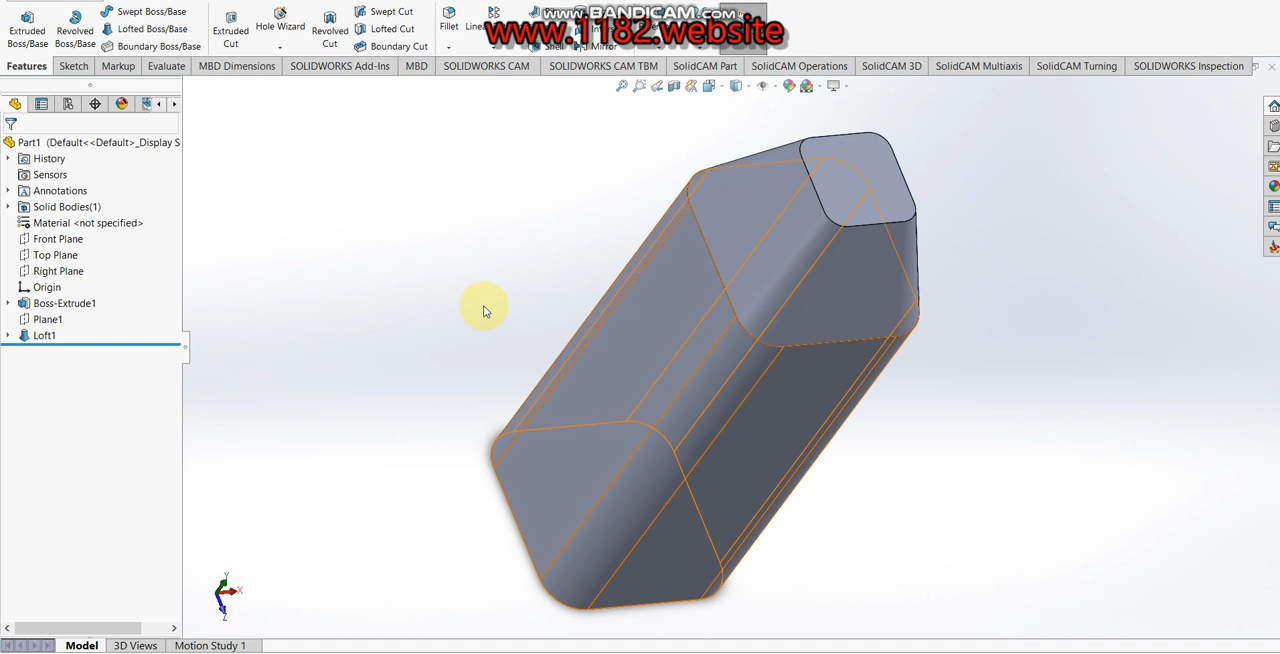 www.BANDICAM.com
www.1182.website
Extruded Boss/Base
Revolved Boss/Base
Swept Boss/Base
Lofted Boss/Base
Boundary Boss/Base
Extruded Cut
Hole Wizard
Revolved Cut
Swept Cut
Lofted Cut
Boundary Cut
Fillet
Shell
Mirror
Features Sketch Markup Evaluate MBD Dimensions SOLIDWORKS Add-Ins MBD SOLIDWORKS CAM SOLIDWORKS CAM TBM SolidCAM Part SolidCAM Operations SolidCAM 3D SolidCAM Multiaxis SolidCAM Turning SOLIDWORKS Inspection
Part1 (Default<<Default>_Display S
History
Sensors
Annotations
Solid Bodies(1)
Material <not specified>
Front Plane
Top Plane
Right Plane
Origin
Boss-Extrude1
Plane1
Loft1
Y
X
Z
Model 3D Views Motion Study 1